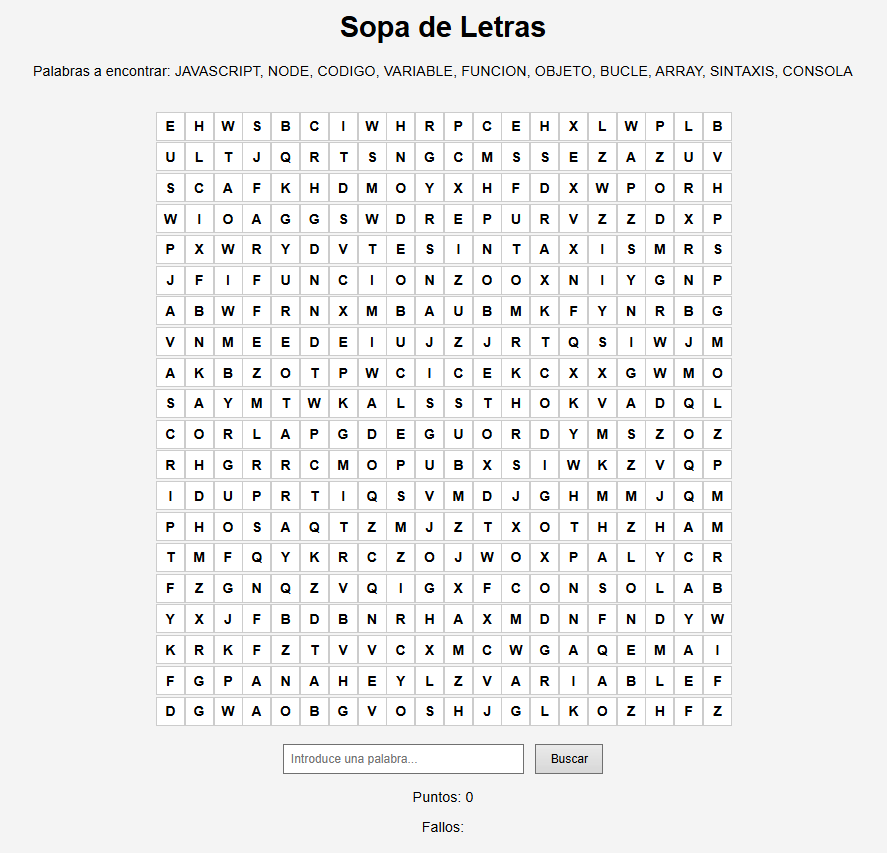 Sopa de Letras
Palabras a encontrar: JAVASCRIPT, NODE, CODIGO, VARIABLE, FUNCION, OBJETO, BUCLE, ARRAY, SINTAXIS, CONSOLA
E H W S B C I W H R P C E H X L W P L B
U L T J Q R T S N G C M S S E Z A Z U V
S C A F K H D M O Y X H F D X W P O R H
W I O A G G S W D R E P U R V Z Z D X P
P X W R Y D V T E S I N T A X I S M R S
J F I F U N C I O N Z O O X N I Y G N P
A B W F R N X M B A U B M K F Y N R B G
V N M E E D E I U J Z J R T Q S I W J M
A K B Z O T P W C I C E K C X X G W M O
S A Y M T W K A L S S T H O K V A D Q L
C O R L A P G D E G U O R D Y M S Z O Z
R H G R R C M O P U B X S I W K Z V Q P
I D U P R T I Q S V M D J G H M M J Q M
P H O S A Q T Z M J Z T X O T H Z H A M
T M F Q Y K R C Z O J W O X P A L Y C R
F Z G N Q Z V Q I G X F C O N S O L A B
Y X J F B D B N R H A X M D N F N D Y W
K R K F Z T V V C X M C W G A Q E M A I
F G P A N A H E Y L Z V A R I A B L E F
D G W A O B G V O S H J G L K O Z H F Z
Introduce una palabra... Buscar
Puntos: 0
Fallos: